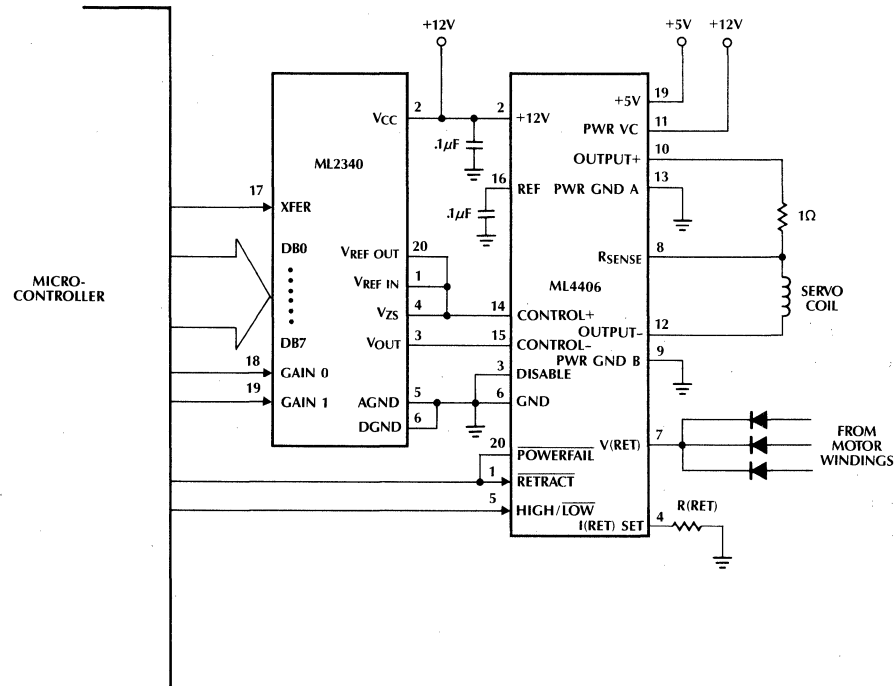 +12V
+5V
+12V
MICRO-
CONTROLLER
ML2340
VCC
2
17
XFER
DB0
DB7
18
GAIN 0
19
GAIN 1
VREF OUT
20
VREF IN
1
VZS
4
VOUT
3
AGND
5
DGND
6
.1μF
.1μF
ML4406
2
+12V
16
REF
14
CONTROL+
15
CONTROL–
3
DISABLE
6
GND
20
POWERFAIL
1
RETRACT
5
HIGH/LOW
+5V
19
PWR VC
11
OUTPUT+
10
PWR GND A
13
RSENSE
8
OUTPUT–
12
PWR GND B
9
V(RET)
7
I(RET) SET
4
1Ω
SERVO
COIL
FROM
MOTOR
WINDINGS
R(RET)